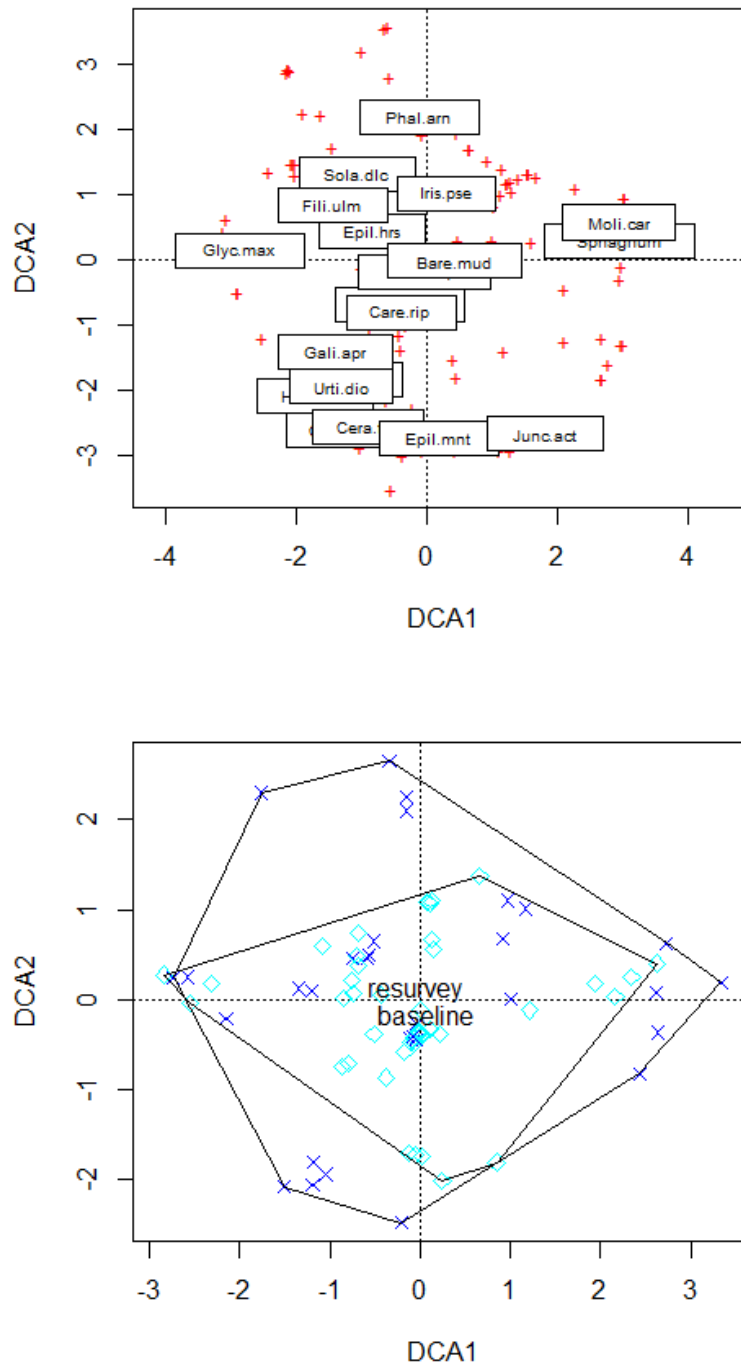 3
2
1
0
-1
-2
-3
DCA2
Phal.arn
Sola.dlc
Iris.pse
Fili.ulm
Epil.hrs
Moli.car
Sphagnum
Glyc.max
Bare.mud
Care.rip
Gali.apr
Urti.dio
Cera.
Epil.mnt
Junc.act
-4 -2 0 2 4
DCA1
2
1
0
-1
-2
DCA2
resurvey
baseline
-3 -2 -1 0 1 2 3
DCA1